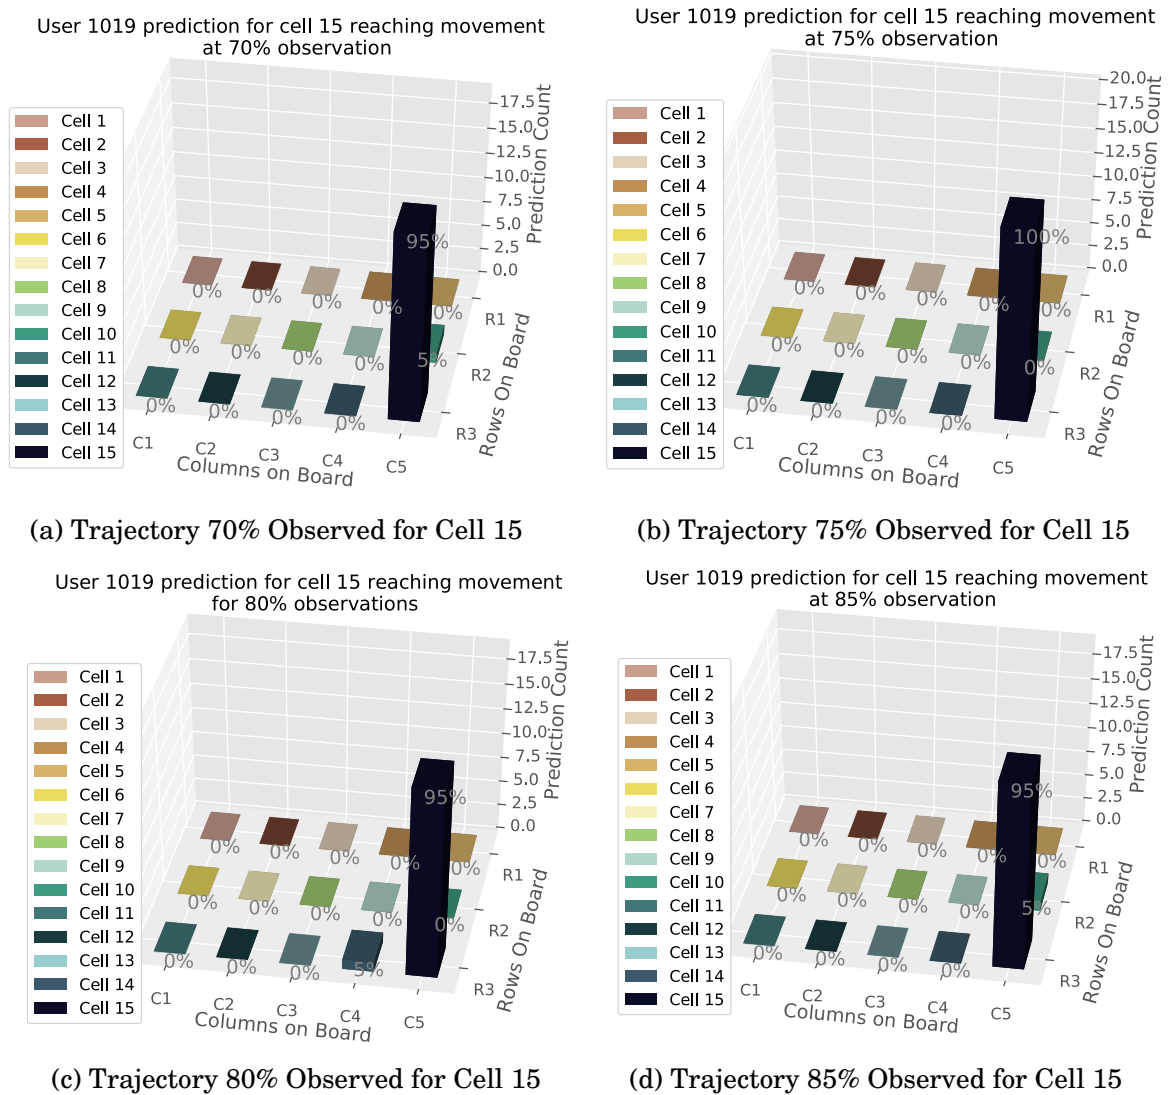 User 1019 prediction for cell 15 reaching movement
at 70% observation
Cell 1
Cell 2
Cell 3
Cell 4
Cell 5
Cell 6
Cell 7
Cell 8
Cell 9
Cell 10
Cell 11
Cell 12
Cell 13
Cell 14
Cell 15
17.5
15.0
12.5
10.0
7.5
5.0
2.5
0.0
Prediction Count
95%
0% 0% 0% 0% 0%
0% 0% 0% 0% 5%
0% 0% 0% 0%
R1
R2
R3
Rows On Board
C1
C2
C3
C4
C5
Columns on Board
(a) Trajectory 70% Observed for Cell 15
User 1019 prediction for cell 15 reaching movement
at 75% observation
Cell 1
Cell 2
Cell 3
Cell 4
Cell 5
Cell 6
Cell 7
Cell 8
Cell 9
Cell 10
Cell 11
Cell 12
Cell 13
Cell 14
Cell 15
20.0
17.5
15.0
12.5
10.0
7.5
5.0
2.5
0.0
Prediction Count
100%
0% 0% 0% 0% 0%
0% 0% 0% 0% 0%
0% 0% 0% 0%
R1
R2
R3
Rows On Board
C1
C2
C3
C4
C5
Columns on Board
(b) Trajectory 75% Observed for Cell 15
User 1019 prediction for cell 15 reaching movement
for 80% observations
Cell 1
Cell 2
Cell 3
Cell 4
Cell 5
Cell 6
Cell 7
Cell 8
Cell 9
Cell 10
Cell 11
Cell 12
Cell 13
Cell 14
Cell 15
17.5
15.0
12.5
10.0
7.5
5.0
2.5
0.0
Prediction Count
95%
0% 0% 0% 0% 0%
0% 0% 0% 0% 0%
0% 0% 0% 5%
R1
R2
R3
Rows On Board
C1
C2
C3
C4
C5
Columns on Board
(c) Trajectory 80% Observed for Cell 15
User 1019 prediction for cell 15 reaching movement
at 85% observation
Cell 1
Cell 2
Cell 3
Cell 4
Cell 5
Cell 6
Cell 7
Cell 8
Cell 9
Cell 10
Cell 11
Cell 12
Cell 13
Cell 14
Cell 15
17.5
15.0
12.5
10.0
7.5
5.0
2.5
0.0
Prediction Count
95%
0% 0% 0% 0% 0%
0% 0% 0% 0% 5%
0% 0% 0% 0%
R1
R2
R3
Rows On Board
C1
C2
C3
C4
C5
Columns on Board
(d) Trajectory 85% Observed for Cell 15